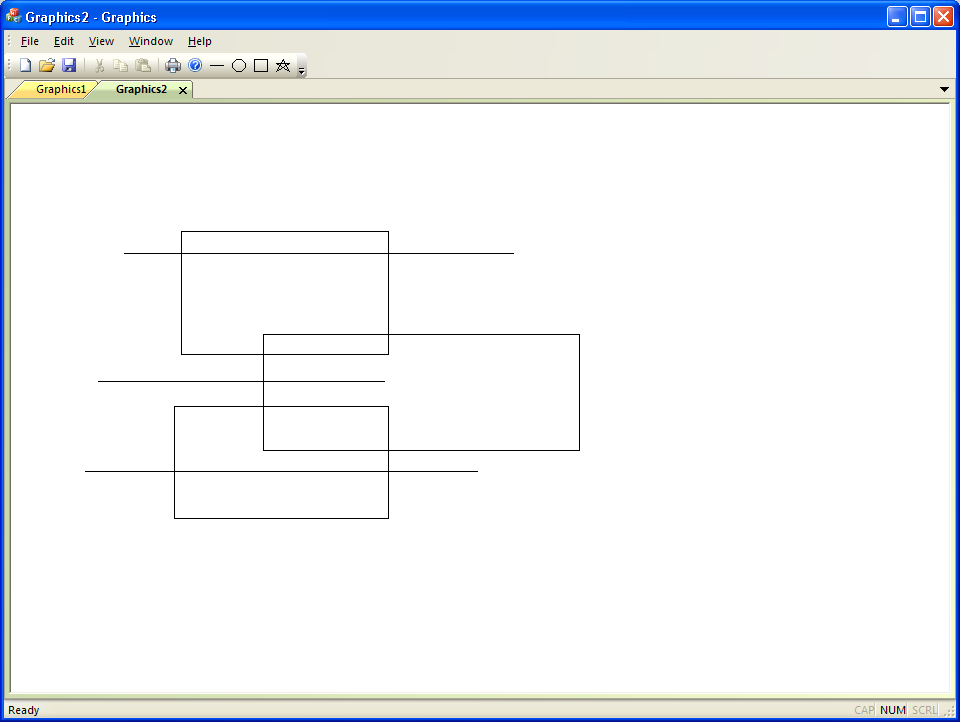 Graphics2 - Graphics
File Edit View Window Help
Graphics1 Graphics2
Ready CAP NUM SCRL